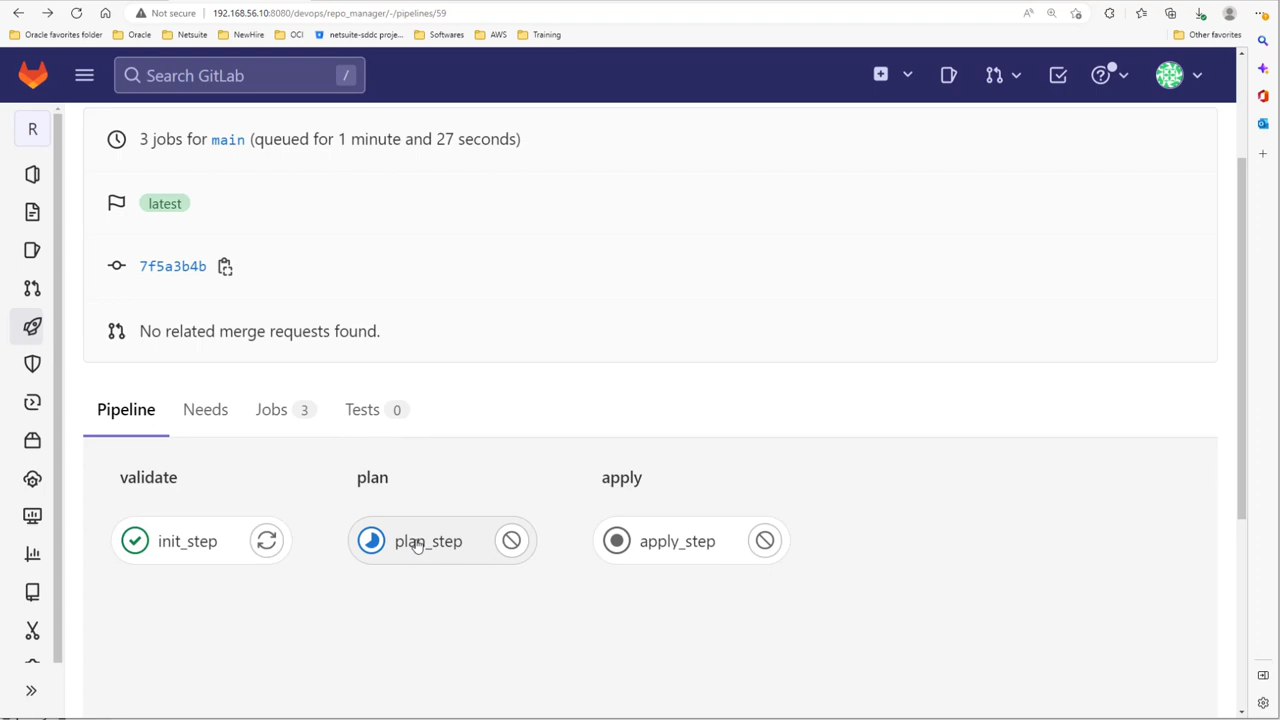 Not secure
192.168.56.10:8080/devops/repo_manager/-/pipelines/59
Oracle favorites folder
Oracle
Netsuite
NewHire
OCI
netsuite-sddc proje...
Softwares
AWS
Training
Other favorites
Search GitLab
/
R
3 jobs for main (queued for 1 minute and 27 seconds)
latest
7f5a3b4b
No related merge requests found.
Pipeline
Needs
Jobs 3
Tests 0
validate
plan
apply
init_step
plan_step
apply_step